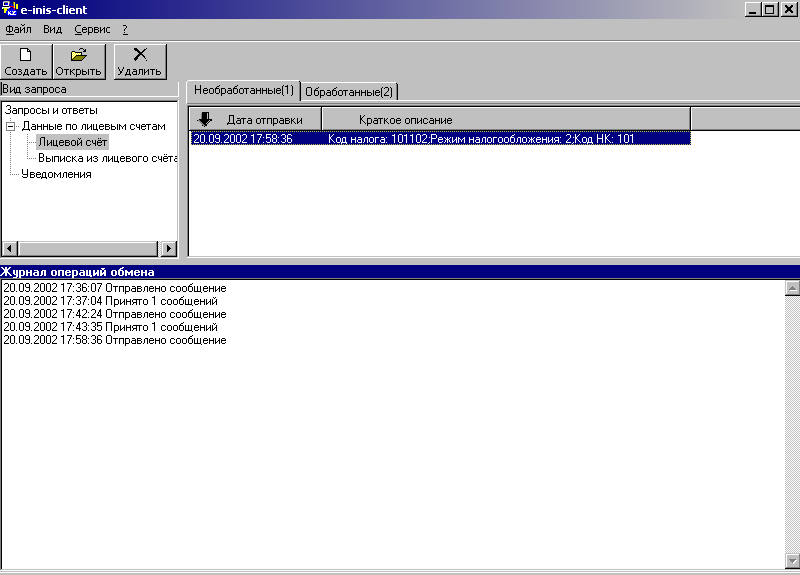 KZ e-inis-client
Файл Вид Сервис ?
Создать Открыть Удалить
Вид запроса
Запросы и ответы
Данные по лицевым счетам
Лицевой счёт
Выписка из лицевого счёта
Уведомления
Необработанные(1) Обработанные(2)
Дата отправки Краткое описание
20.09.2002 17:58:36 Код налога: 101102;Режим налогообложения: 2;Код НК: 101
Журнал операций обмена
20.09.2002 17:36:07 Отправлено сообщение
20.09.2002 17:37:04 Принято 1 сообщений
20.09.2002 17:42:24 Отправлено сообщение
20.09.2002 17:43:35 Принято 1 сообщений
20.09.2002 17:58:36 Отправлено сообщение